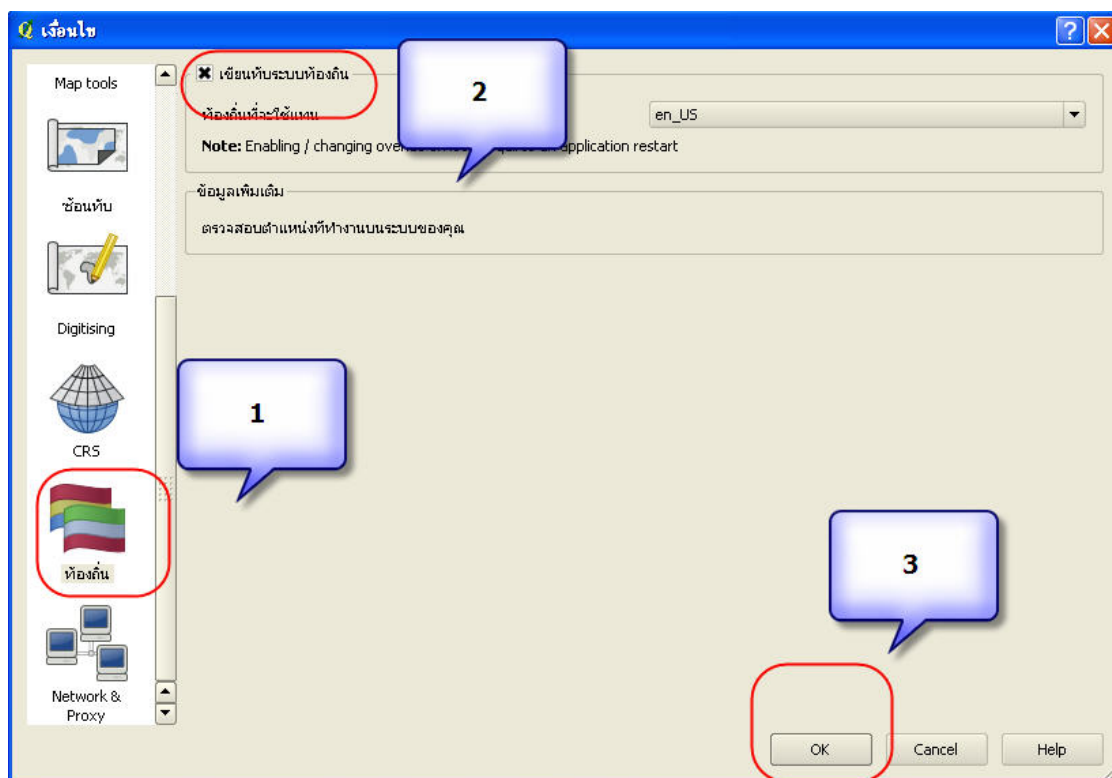 เงื่อนไข
Map tools
ซ้อนทับ
Digitising
CRS
ท้องถิ่น
Network &
Proxy
เขียนทับระบบท้องถิ่น
ท้องถิ่นที่จะใช้แทน
en_US
Note: Enabling / changing application restart
ข้อมูลเพิ่มเติม
ตรวจสอบตำแหน่งที่ทำงานบนระบบของคุณ
1
2
3
OK
Cancel
Help